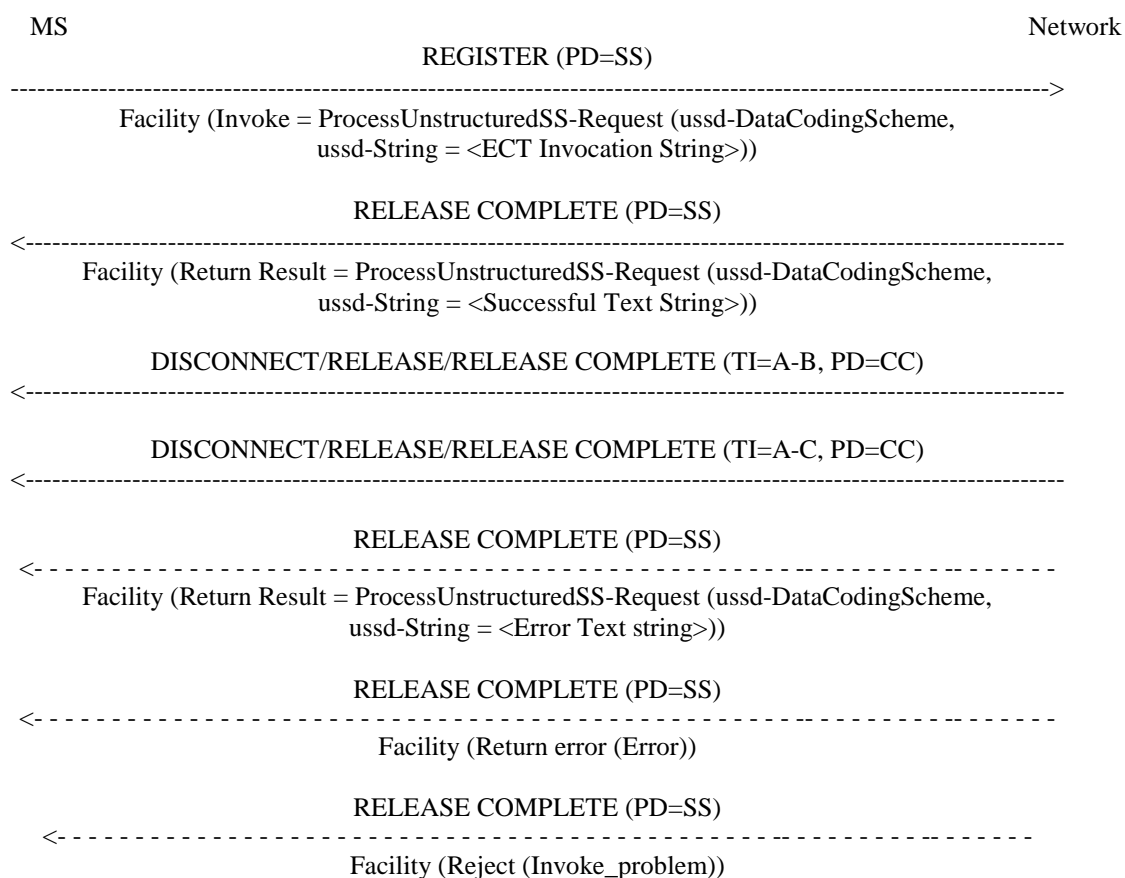 MS Network
REGISTER (PD=SS)
------------------------------------------------------------------------------------------------------------------------>
Facility (Invoke = ProcessUnstructuredSS-Request (ussd-DataCodingScheme,
ussd-String = <ECT Invocation String>))
RELEASE COMPLETE (PD=SS)
<------------------------------------------------------------------------------------------------------------------------
Facility (Return Result = ProcessUnstructuredSS-Request (ussd-DataCodingScheme,
ussd-String = <Successful Text String>))
DISCONNECT/RELEASE/RELEASE COMPLETE (TI=A-B, PD=CC)
<------------------------------------------------------------------------------------------------------------------------
DISCONNECT/RELEASE/RELEASE COMPLETE (TI=A-C, PD=CC)
<------------------------------------------------------------------------------------------------------------------------
RELEASE COMPLETE (PD=SS)
<- - - - - - - - - - - - - - - - - - - - - - - - - - - - - - - - - - - - - - - - - - - - - - - - - -- - - - - - - - - -- - - - - - -
Facility (Return Result = ProcessUnstructuredSS-Request (ussd-DataCodingScheme,
ussd-String = <Error Text string>))
RELEASE COMPLETE (PD=SS)
<- - - - - - - - - - - - - - - - - - - - - - - - - - - - - - - - - - - - - - - - - - - - - - - - - -- - - - - - - - - -- - - - - - -
Facility (Return error (Error))
RELEASE COMPLETE (PD=SS)
<- - - - - - - - - - - - - - - - - - - - - - - - - - - - - - - - - - - - - - - - - - - - - - -- - - - - - - - - -- - - - - - -
Facility (Reject (Invoke_problem))